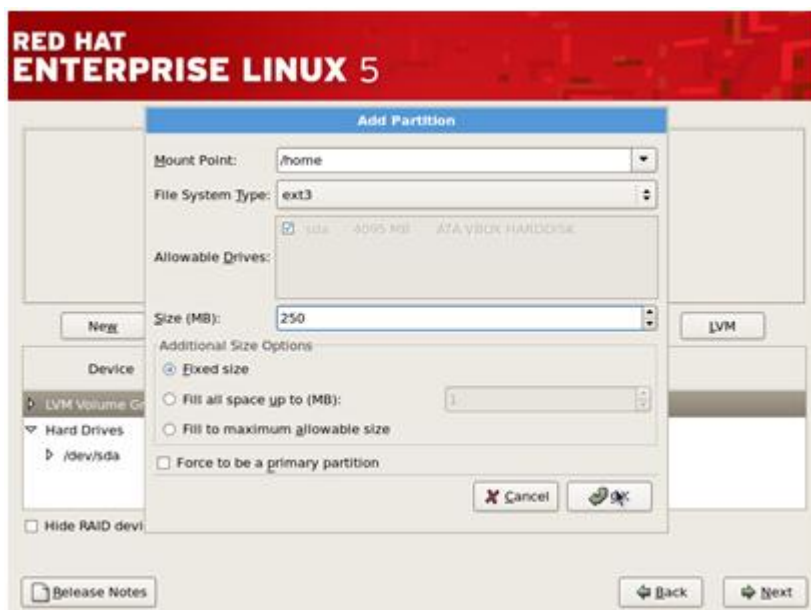 RED HAT
ENTERPRISE LINUX 5
Add Partition
Mount Point: /home
File System Type: ext3
Allowable Drives: sda 4095 MB ATA VBOX HARDDISK
Size (MB): 250
Additional Size Options
Fixed size
Fill all space up to (MB): 1
Fill to maximum allowable size
Force to be a primary partition
Cancel OK
New LVM
Device
LVM Volume Gr
Hard Drives
/dev/sda
Hide RAID devi
Release Notes Back Next